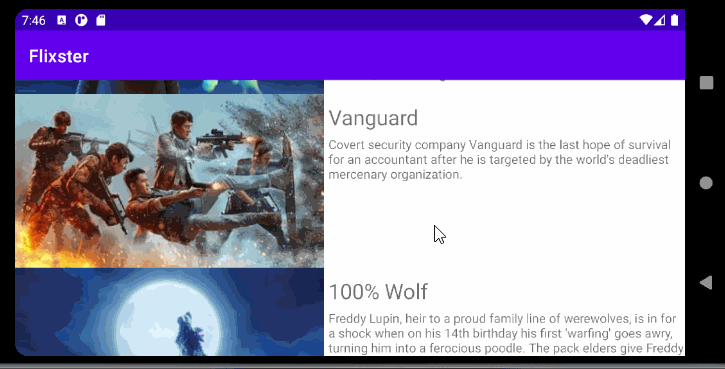 7:46
Flixster
Vanguard
Covert security company Vanguard is the last hope of survival
for an accountant after he is targeted by the world's deadliest
mercenary organization.
100% Wolf
Freddy Lupin, heir to a proud family line of werewolves, is in for
a shock when on his 14th birthday his first 'warfing' goes awry,
turning him into a ferocious poodle. The pack elders give Freddy